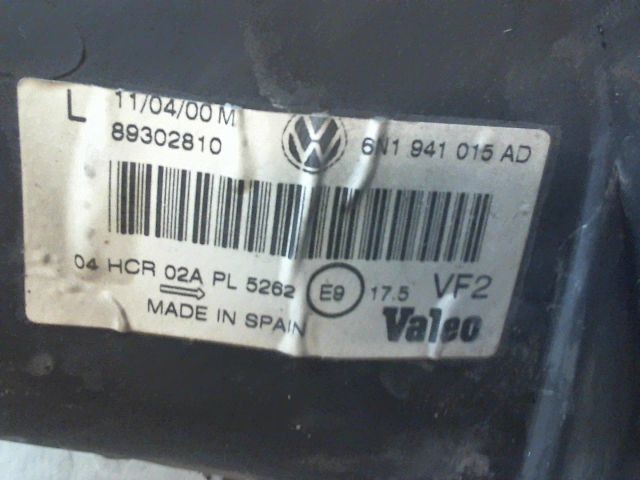 L 11/04/00 M
89302810
6N1 941 015 AD
04 HCR 02A PL 5262 E9 17.5 VF2
MADE IN SPAIN Valeo